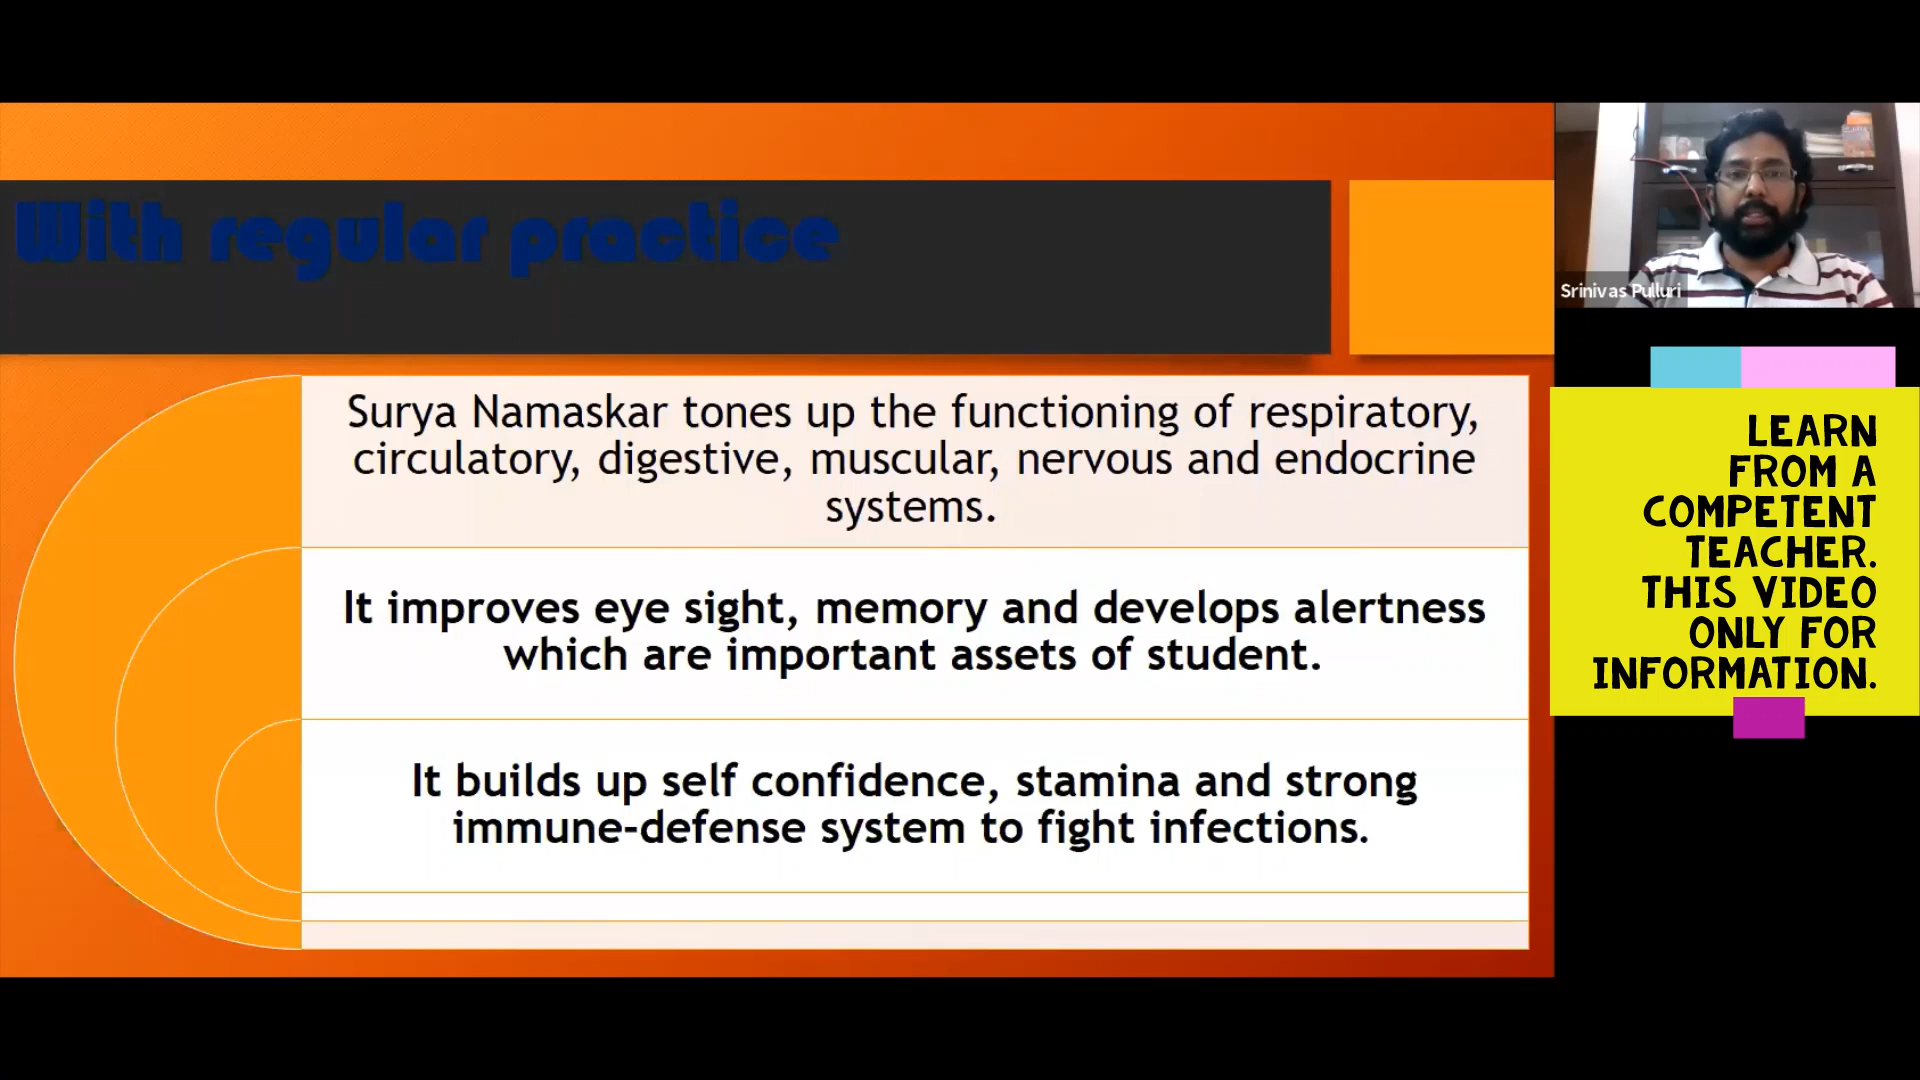 With regular practice
Surya Namaskar tones up the functioning of respiratory,
circulatory, digestive, muscular, nervous and endocrine
systems.
It improves eye sight, memory and develops alertness
which are important assets of student.
It builds up self confidence, stamina and strong
immune-defense system to fight infections.
Srinivas Pulluri
LEARN
FROM A
COMPETENT
TEACHER.
THIS VIDEO
ONLY FOR
INFORMATION.